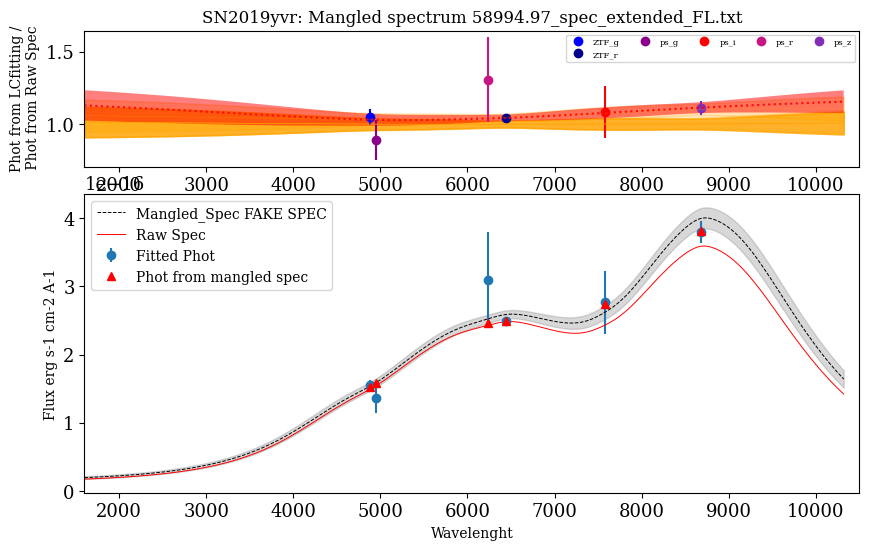 SN2019yvr: Mangled spectrum 58994.97_spec_extended_FL.txt
Phot from LCfitting /
Phot from Raw Spec
1.5
1.0
ZTF_g
ps_g
ps_i
ps_r
ps_z
ZTF_r
2000 3000 4000 5000 6000 7000 8000 9000 10000
Flux erg s-1 cm-2 A-1
4
3
2
1
0
Mangled_Spec FAKE SPEC
Raw Spec
Fitted Phot
Phot from mangled spec
2000 3000 4000 5000 6000 7000 8000 9000 10000
Wavelenght